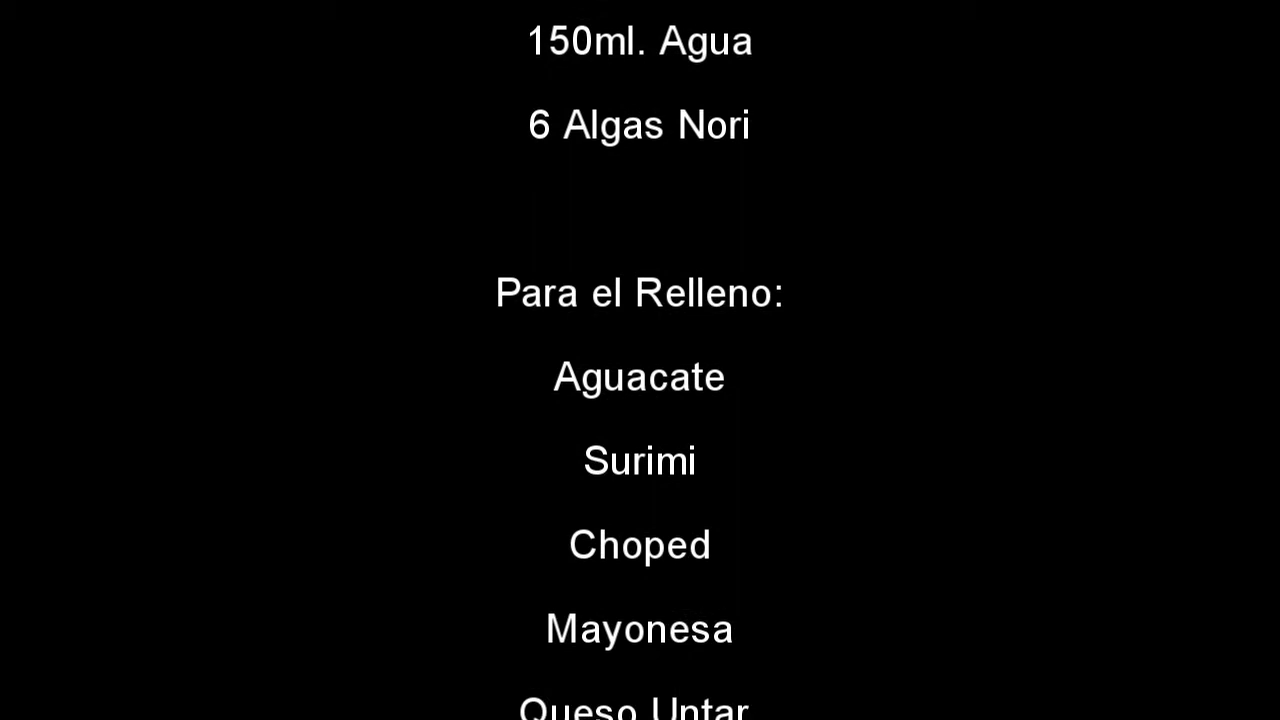 150ml. Agua
6 Algas Nori
Para el Relleno:
Aguacate
Surimi
Choped
Mayonesa
Queso Untar